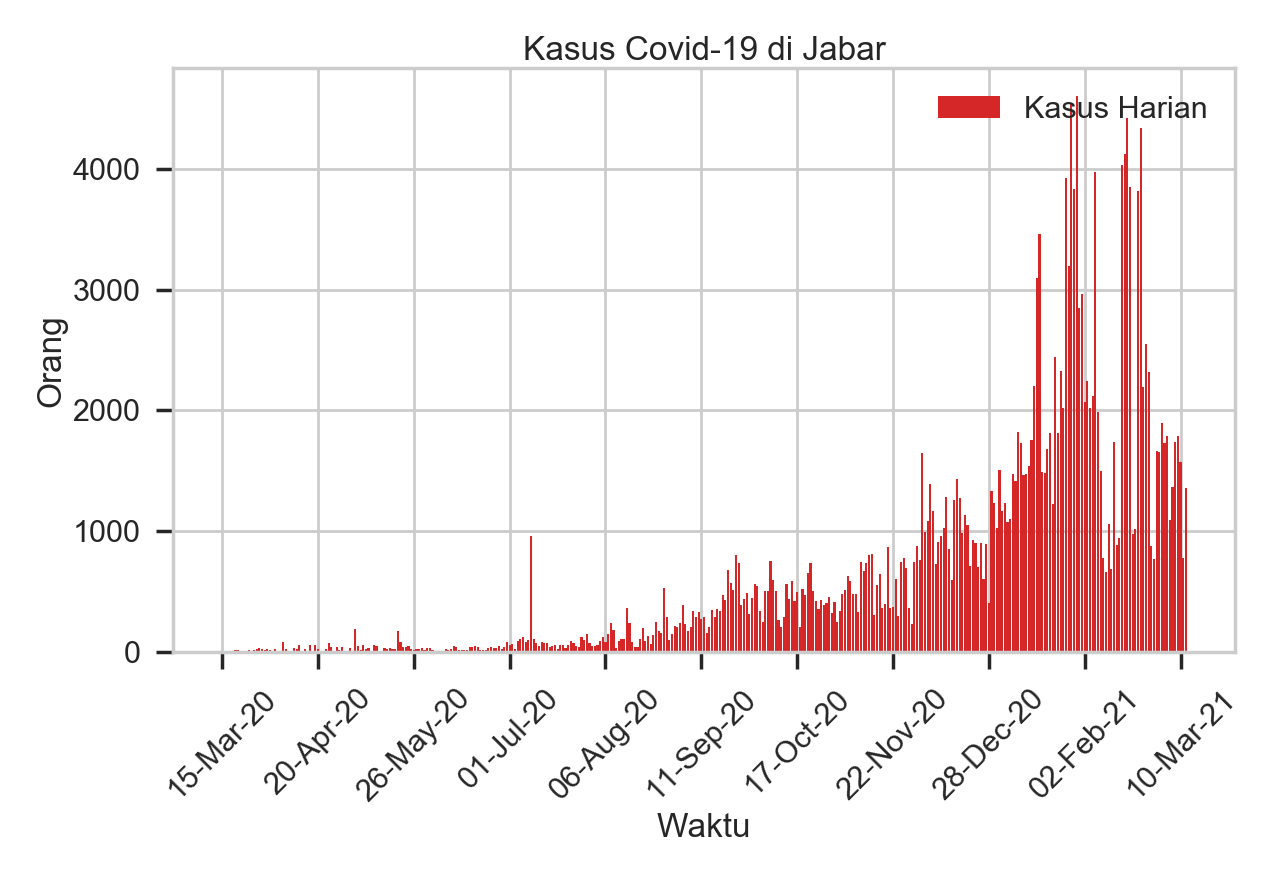 Kasus Covid-19 di Jabar
Kasus Harian
Orang
4000
3000
2000
1000
0
15-Mar-20
20-Apr-20
26-May-20
01-Jul-20
06-Aug-20
11-Sep-20
17-Oct-20
22-Nov-20
28-Dec-20
02-Feb-21
10-Mar-21
Waktu